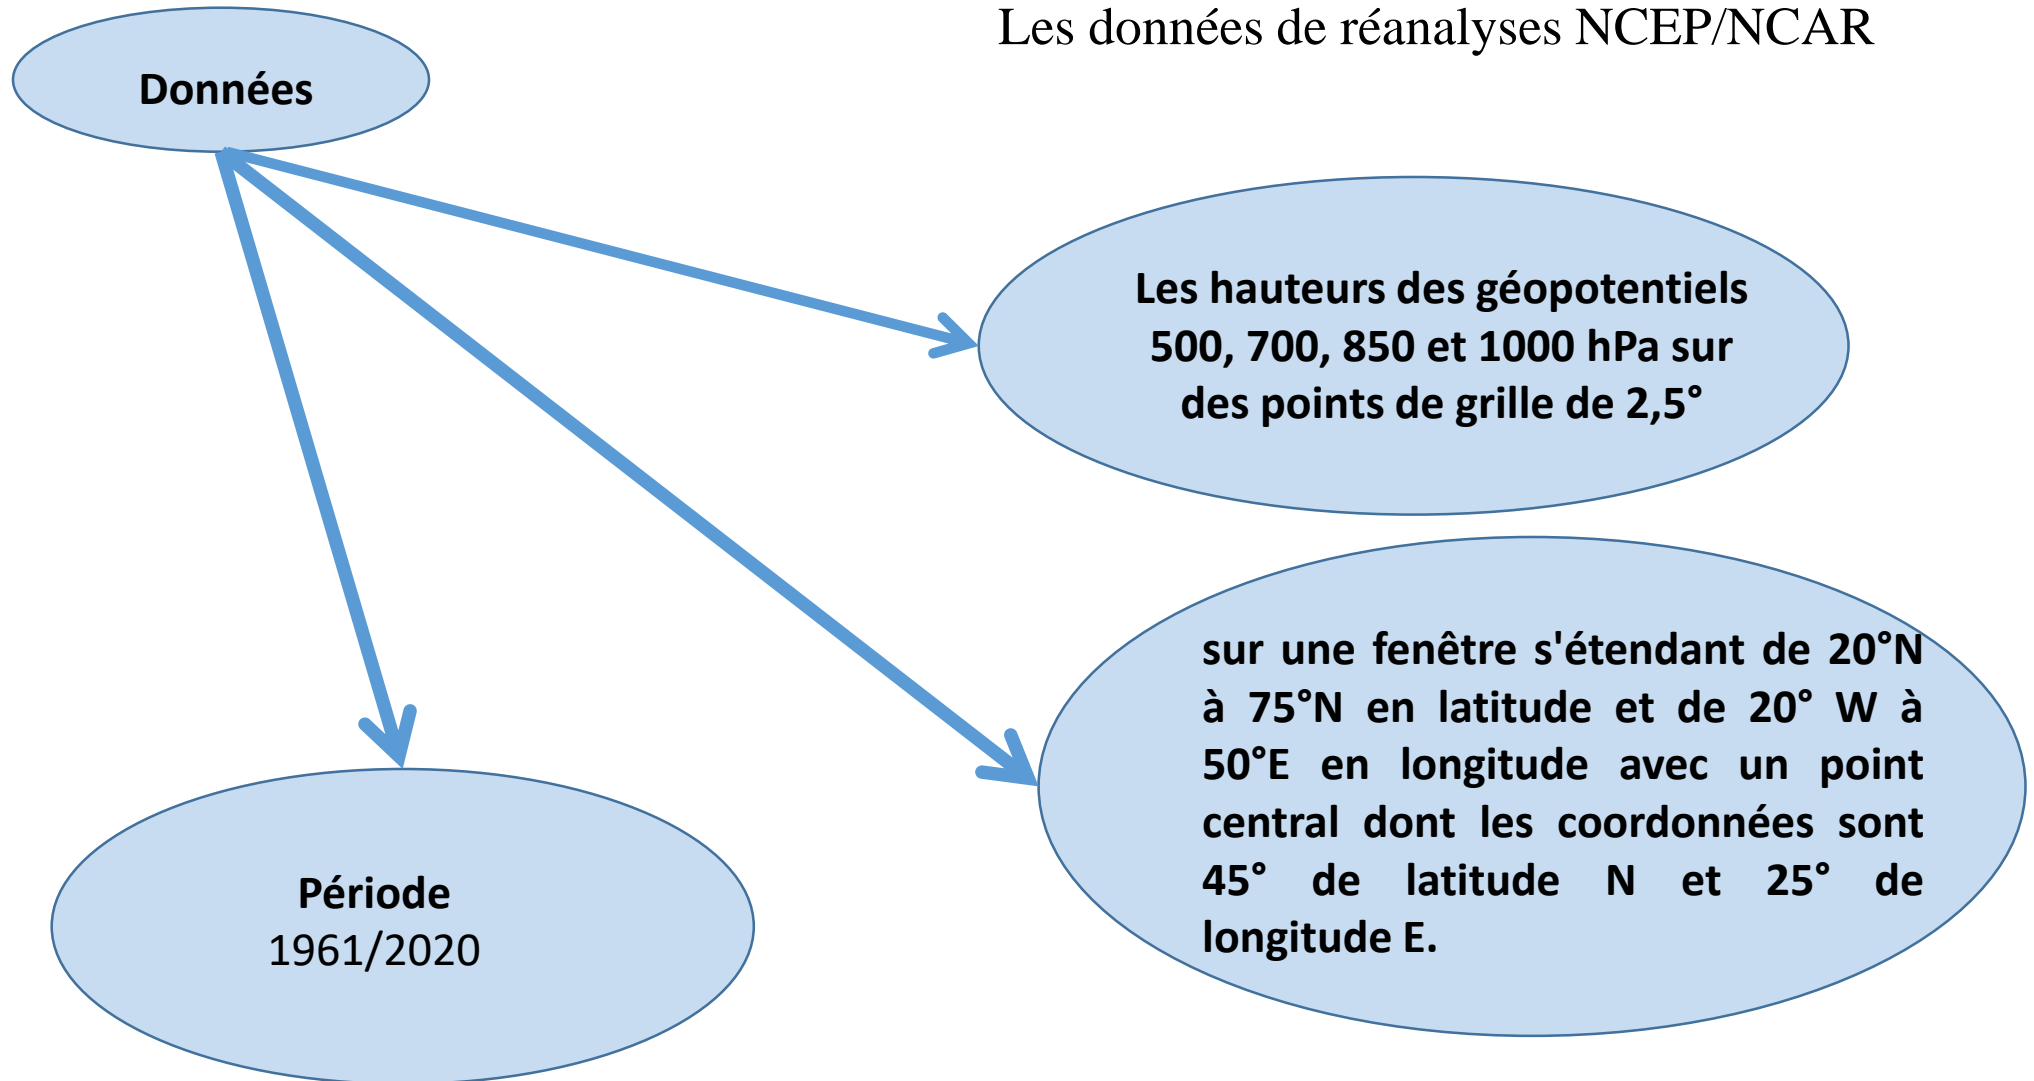 Les données de réanalyses NCEP/NCAR
Données
Les hauteurs des géopotentiels
500, 700, 850 et 1000 hPa sur
des points de grille de 2,5°
sur une fenêtre s'étendant de 20°N
à 75°N en latitude et de 20° W à
50°E en longitude avec un point
central dont les coordonnées sont
45° de latitude N et 25° de
longitude E.
Période
1961/2020